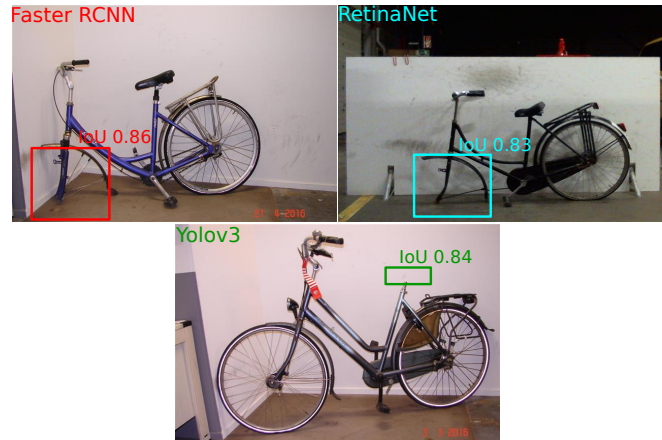 Faster RCNN
RetinaNet
IoU 0.86
IoU 0.83
Yolov3
IoU 0.84